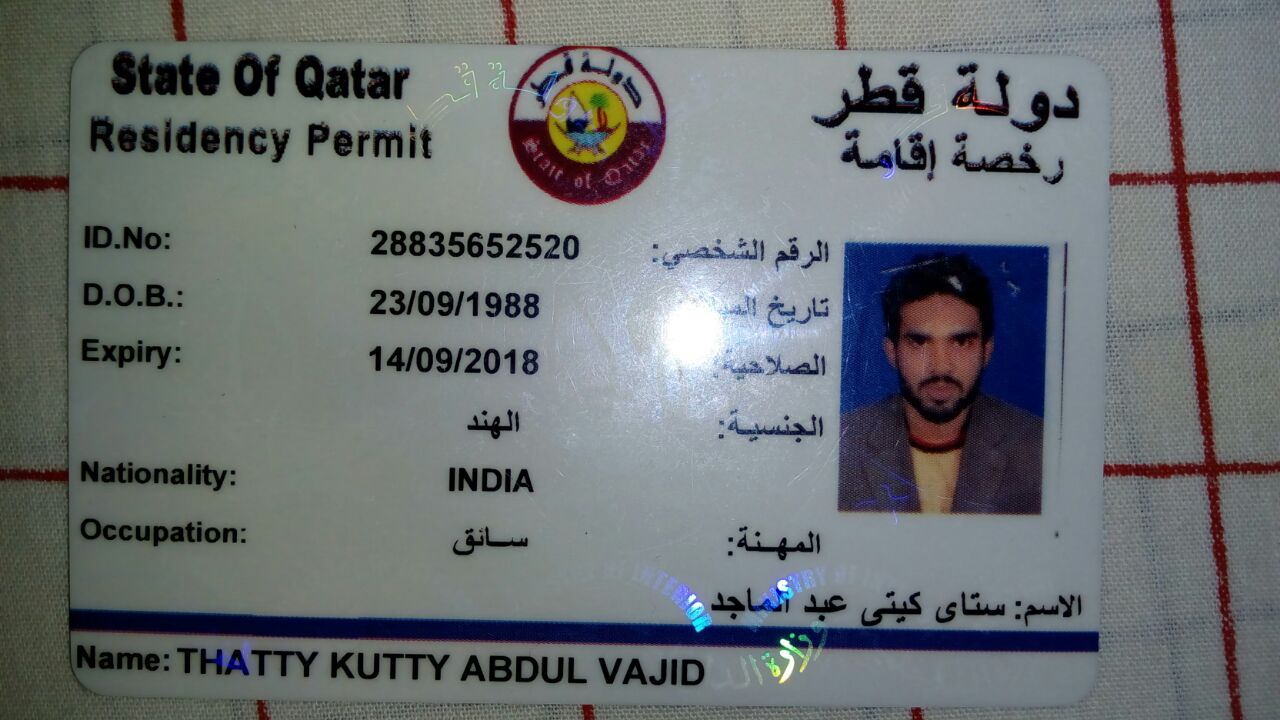 State Of Qatar
دولة قطر
Residency Permit
رخصة إقامة
دولة قطر
State of Qatar
ID.No: 28835652520 الرقم الشخصي:
D.O.B.: 23/09/1988 تاريخ
Expiry: 14/09/2018 الصلاحية:
الهند الجنسية:
Nationality: INDIA
Occupation: سائق المهنة:
الاسم: ستاى كيتى عبد الماجد
Name: THATTY KUTTY ABDUL VAJID